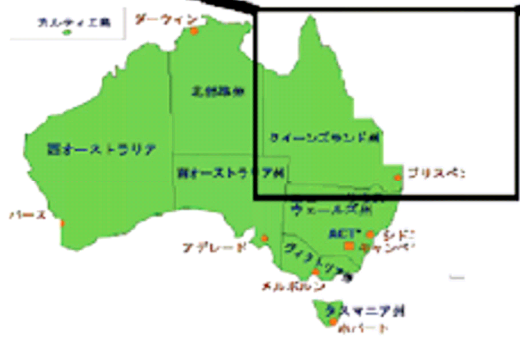 カルティエ島
ダーウィン
北部準州
西オーストラリア
クイーンズランド州
南オーストラリア州
ブリスベン
ウェールズ州
パース
ACT*
シドニ
アデレード
キャンベ
ヴィクトリア州
メルボルン
タスマニア州
ホバート